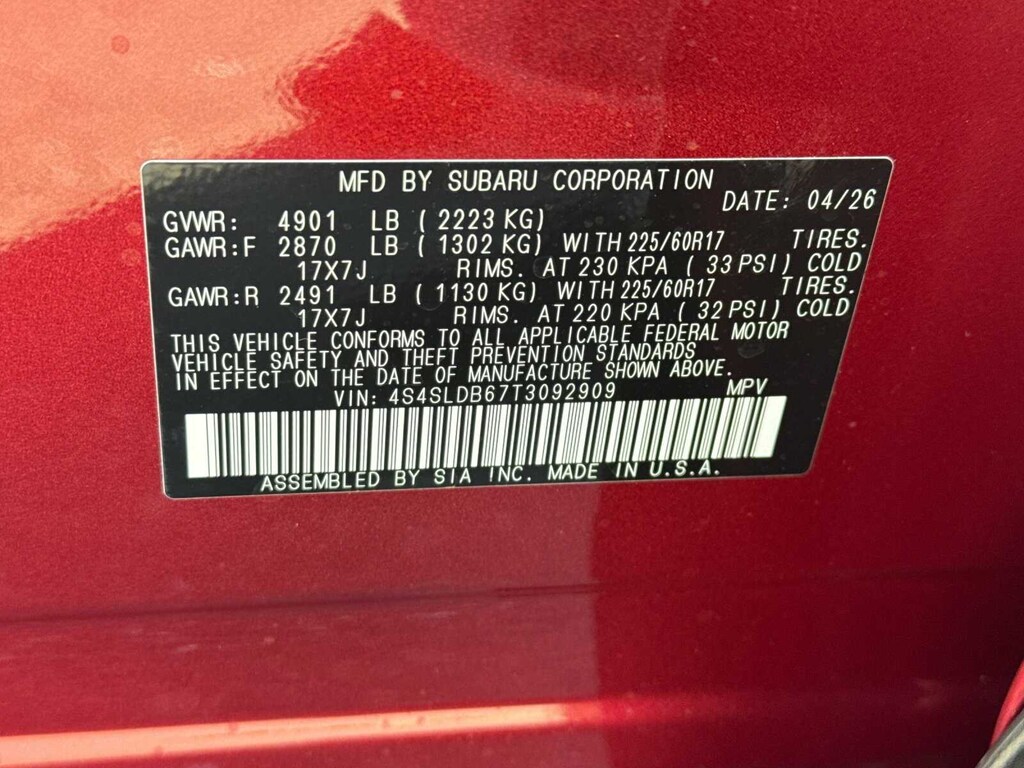 MFD BY SUBARU CORPORATION
DATE: 04/26
GVWR: 4901 LB ( 2223 KG)
GAWR:F 2870 LB ( 1302 KG) WITH 225/60R17 TIRES.
17X7J RIMS. AT 230 KPA ( 33 PSI) COLD
GAWR:R 2491 LB ( 1130 KG) WITH 225/60R17 TIRES.
17X7J RIMS. AT 220 KPA ( 32 PSI) COLD
THIS VEHICLE CONFORMS TO ALL APPLICABLE FEDERAL MOTOR
VEHICLE SAFETY AND THEFT PREVENTION STANDARDS
IN EFFECT ON THE DATE OF MANUFACTURE SHOWN ABOVE.
VIN: 4S4SLDB67T3092909 MPV
ASSEMBLED BY SIA INC. MADE IN U.S.A.